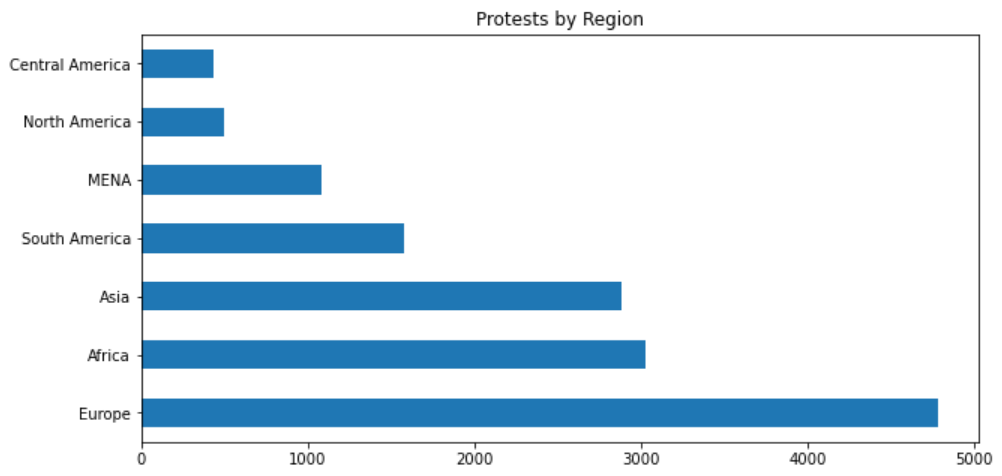 Protests by Region
Central America
North America
MENA
South America
Asia
Africa
Europe
0 1000 2000 3000 4000 5000